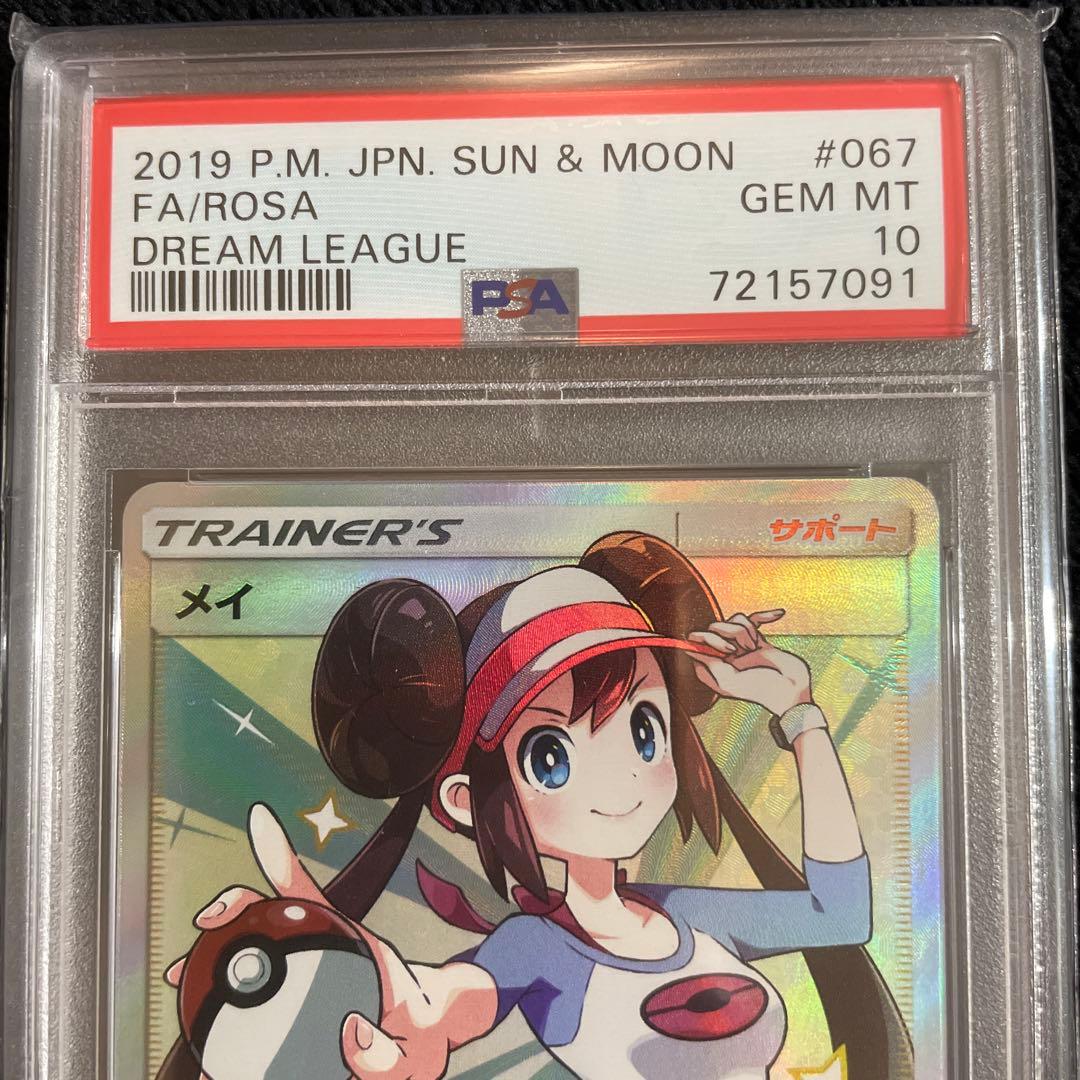 2019 P.M. JPN. SUN & MOON #067
FA/ROSA GEM MT
DREAM LEAGUE 10
PSA 72157091
TRAINER'S サポート
メイ